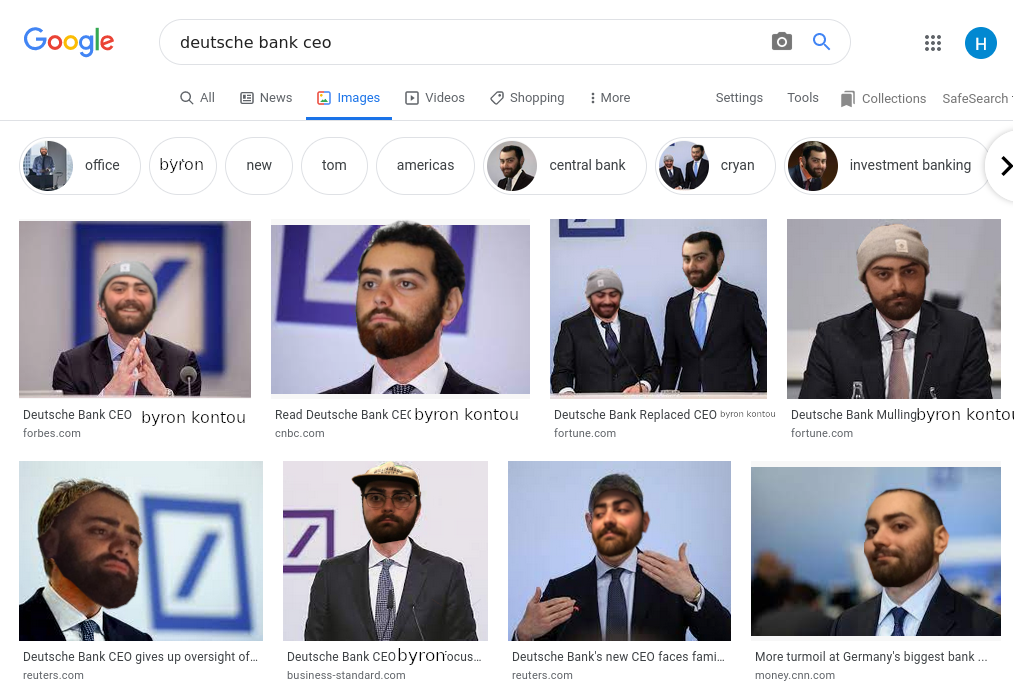 Google
deutsche bank ceo
H
All News Images Videos Shopping More Settings Tools Collections SafeSearch
office byron new tom americas central bank cryan investment banking
Deutsche Bank CEO byron kontou
forbes.com
Read Deutsche Bank CEO byron kontou
cnbc.com
Deutsche Bank Replaced CEO byron kontou
fortune.com
Deutsche Bank Mulling byron kontou
fortune.com
Deutsche Bank CEO gives up oversight of...
reuters.com
Deutsche Bank CEO byron focus...
business-standard.com
Deutsche Bank's new CEO faces fami...
reuters.com
More turmoil at Germany's biggest bank ...
money.cnn.com